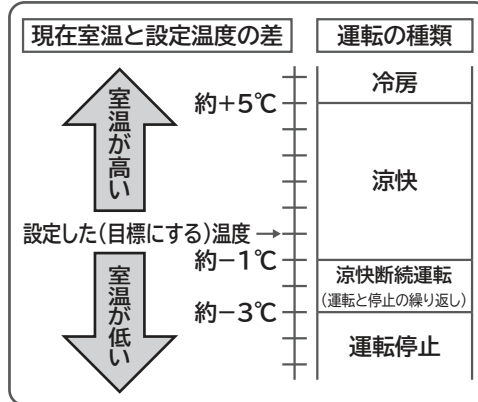 現在室温と設定温度の差
運転の種類
室温が高い
冷房
約+5℃
涼快
設定した(目標にする)温度→
約−1℃
室温が低い
涼快断続運転
(運転と停止の繰り返し)
約−3℃
運転停止